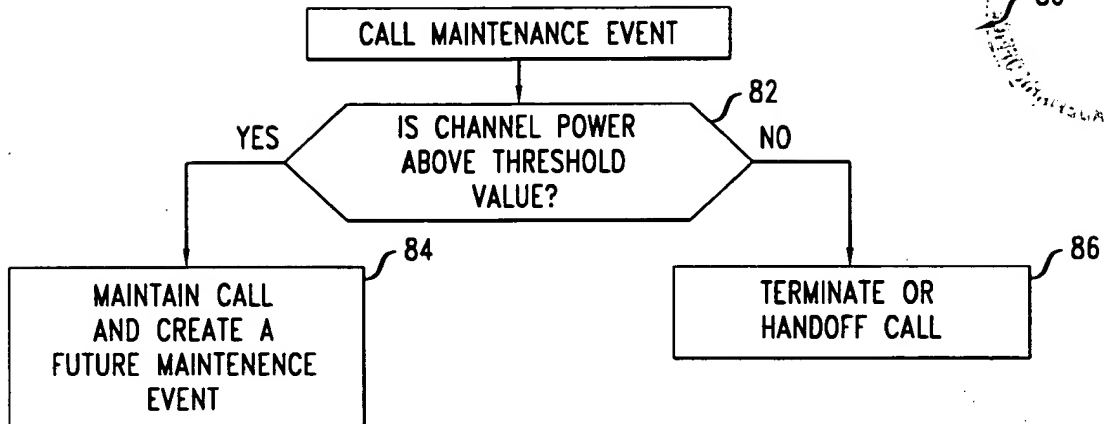 CALL MAINTENANCE EVENT
82
YES
IS CHANNEL POWER
ABOVE THRESHOLD
VALUE?
NO
84
MAINTAIN CALL
AND CREATE A
FUTURE MAINTENENCE
EVENT
86
TERMINATE OR
HANDOFF CALL